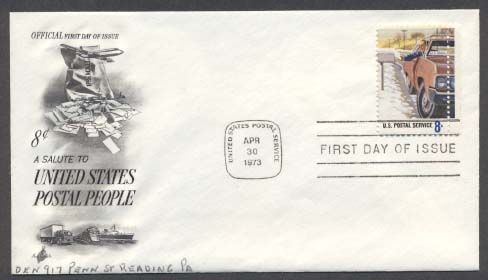 OFFICIAL FIRST DAY OF ISSUE
8¢
A SALUTE TO
UNITED STATES
POSTAL PEOPLE
UNITED STATES POSTAL SERVICE
APR
30
1973
U.S. POSTAL SERVICE 8¢
FIRST DAY OF ISSUE
DKN 917 PENN ST READING PA